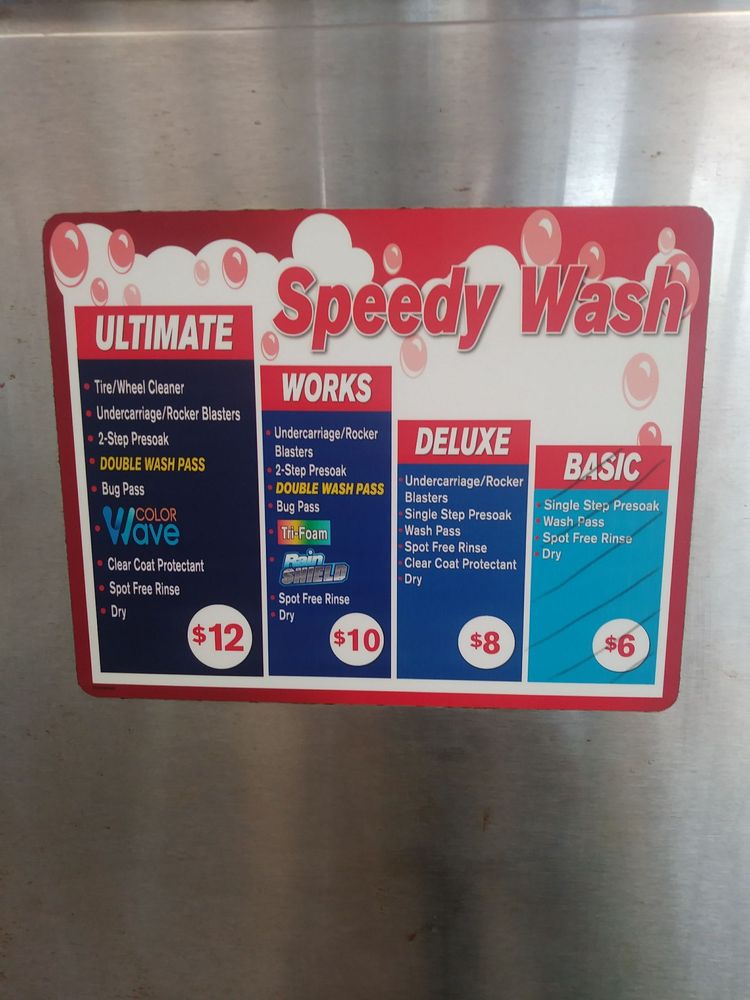 Speedy Wash
ULTIMATE
Tire/Wheel Cleaner
Undercarriage/Rocker Blasters
2-Step Presoak
DOUBLE WASH PASS
Bug Pass
COLOR
Wave
Clear Coat Protectant
Spot Free Rinse
Dry
$12
WORKS
Undercarriage/Rocker
Blasters
2-Step Presoak
DOUBLE WASH PASS
Bug Pass
Tri-Foam
Rain
SHIELD
Spot Free Rinse
Dry
$10
DELUXE
Undercarriage/Rocker
Blasters
Single Step Presoak
Wash Pass
Spot Free Rinse
Clear Coat Protectant
Dry
$8
BASIC
Single Step Presoak
Wash Pass
Spot Free Rinse
Dry
$6